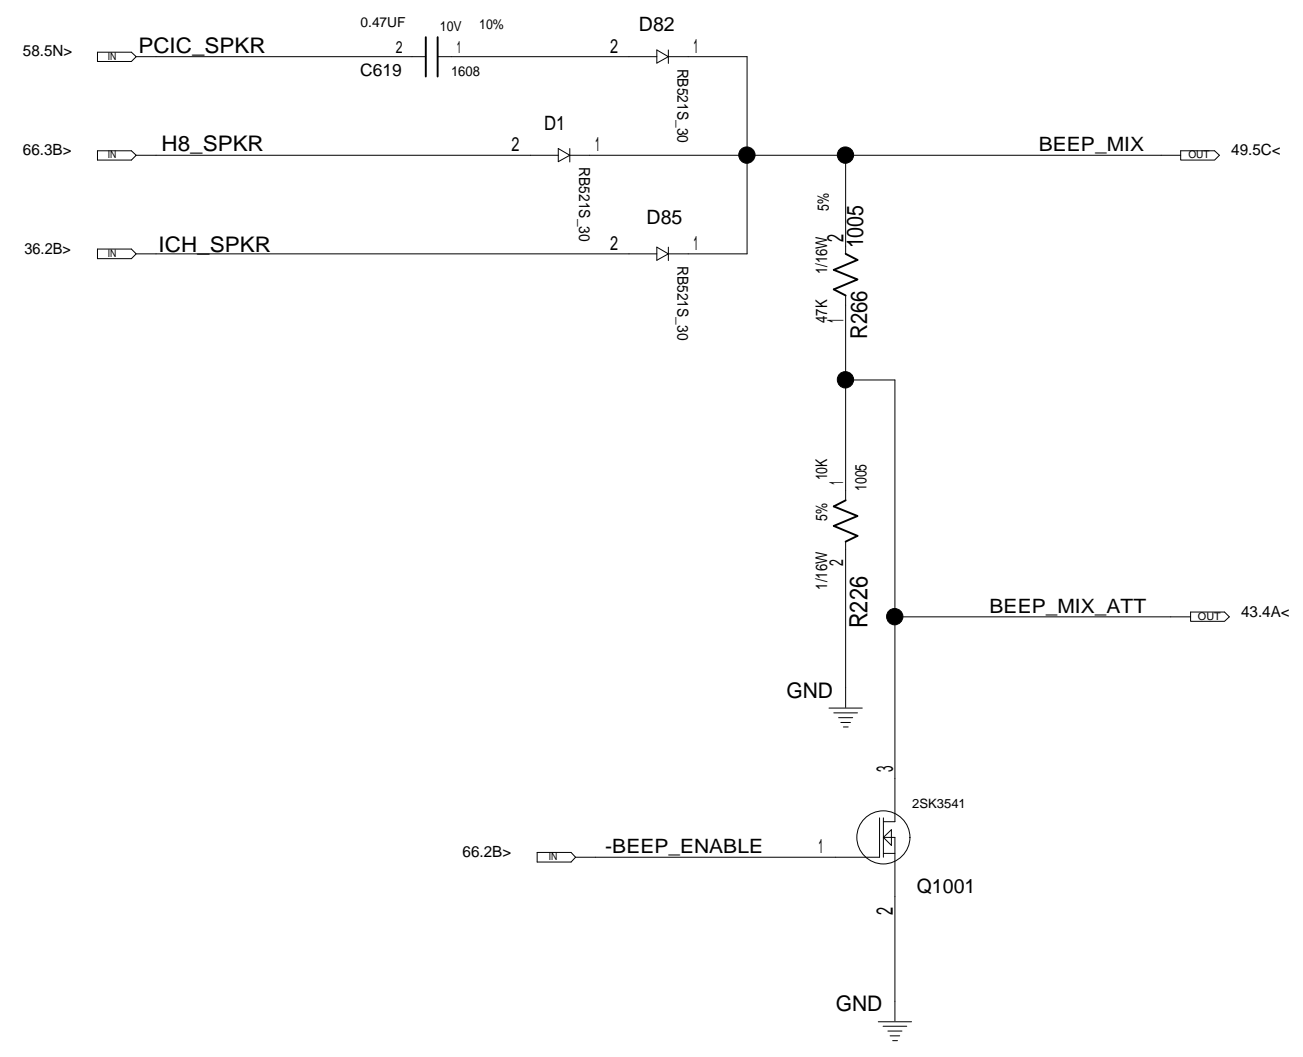 0.47UF 10V 10% D82
58.5N> IN PCIC_SPKR 2 1 2 1
C619 1608
RB521S_30
D1
66.3B> IN H8_SPKR 2 1 BEEP_MIX OUT 49.5C<
RB521S_30
D85
36.2B> IN ICH_SPKR 2 1
RB521S_30
5% 1005
1/16W 2
47K 1 R266
10K 1 1005
5%
1/16W 2 R226
BEEP_MIX_ATT OUT 43.4A<
GND
3
2SK3541
66.2B> IN -BEEP_ENABLE 1
Q1001
2
GND